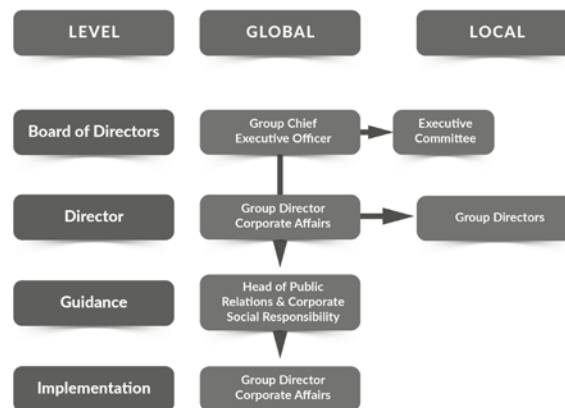 LEVEL
GLOBAL
LOCAL
Board of Directors
Group Chief
Executive Officer
Executive
Committee
Director
Group Director
Corporate Affairs
Group Directors
Guidance
Head of Public
Relations & Corporate
Social Responsibility
Implementation
Group Director
Corporate Affairs